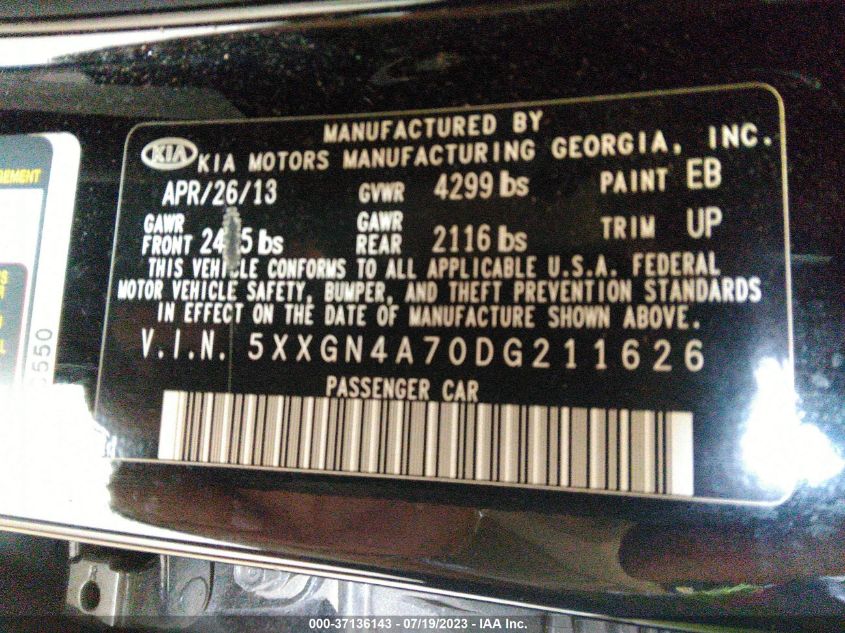 MANUFACTURED BY
KIA KIA MOTORS MANUFACTURING GEORGIA, INC.
APR/26/13 GVWR 4299 lbs PAINT EB
GAWR FRONT GAWR REAR 2116 lbs TRIM UP
THIS VEHICLE CONFORMS TO ALL APPLICABLE U.S.A. FEDERAL
MOTOR VEHICLE SAFETY, BUMPER, AND THEFT PREVENTION STANDARDS
IN EFFECT ON THE DATE OF MANUFACTURE SHOWN ABOVE.
V.I.N. 5XXGN4A70DG211626
PASSENGER CAR
000-37136143 - 07/19/2023 - IAA Inc.